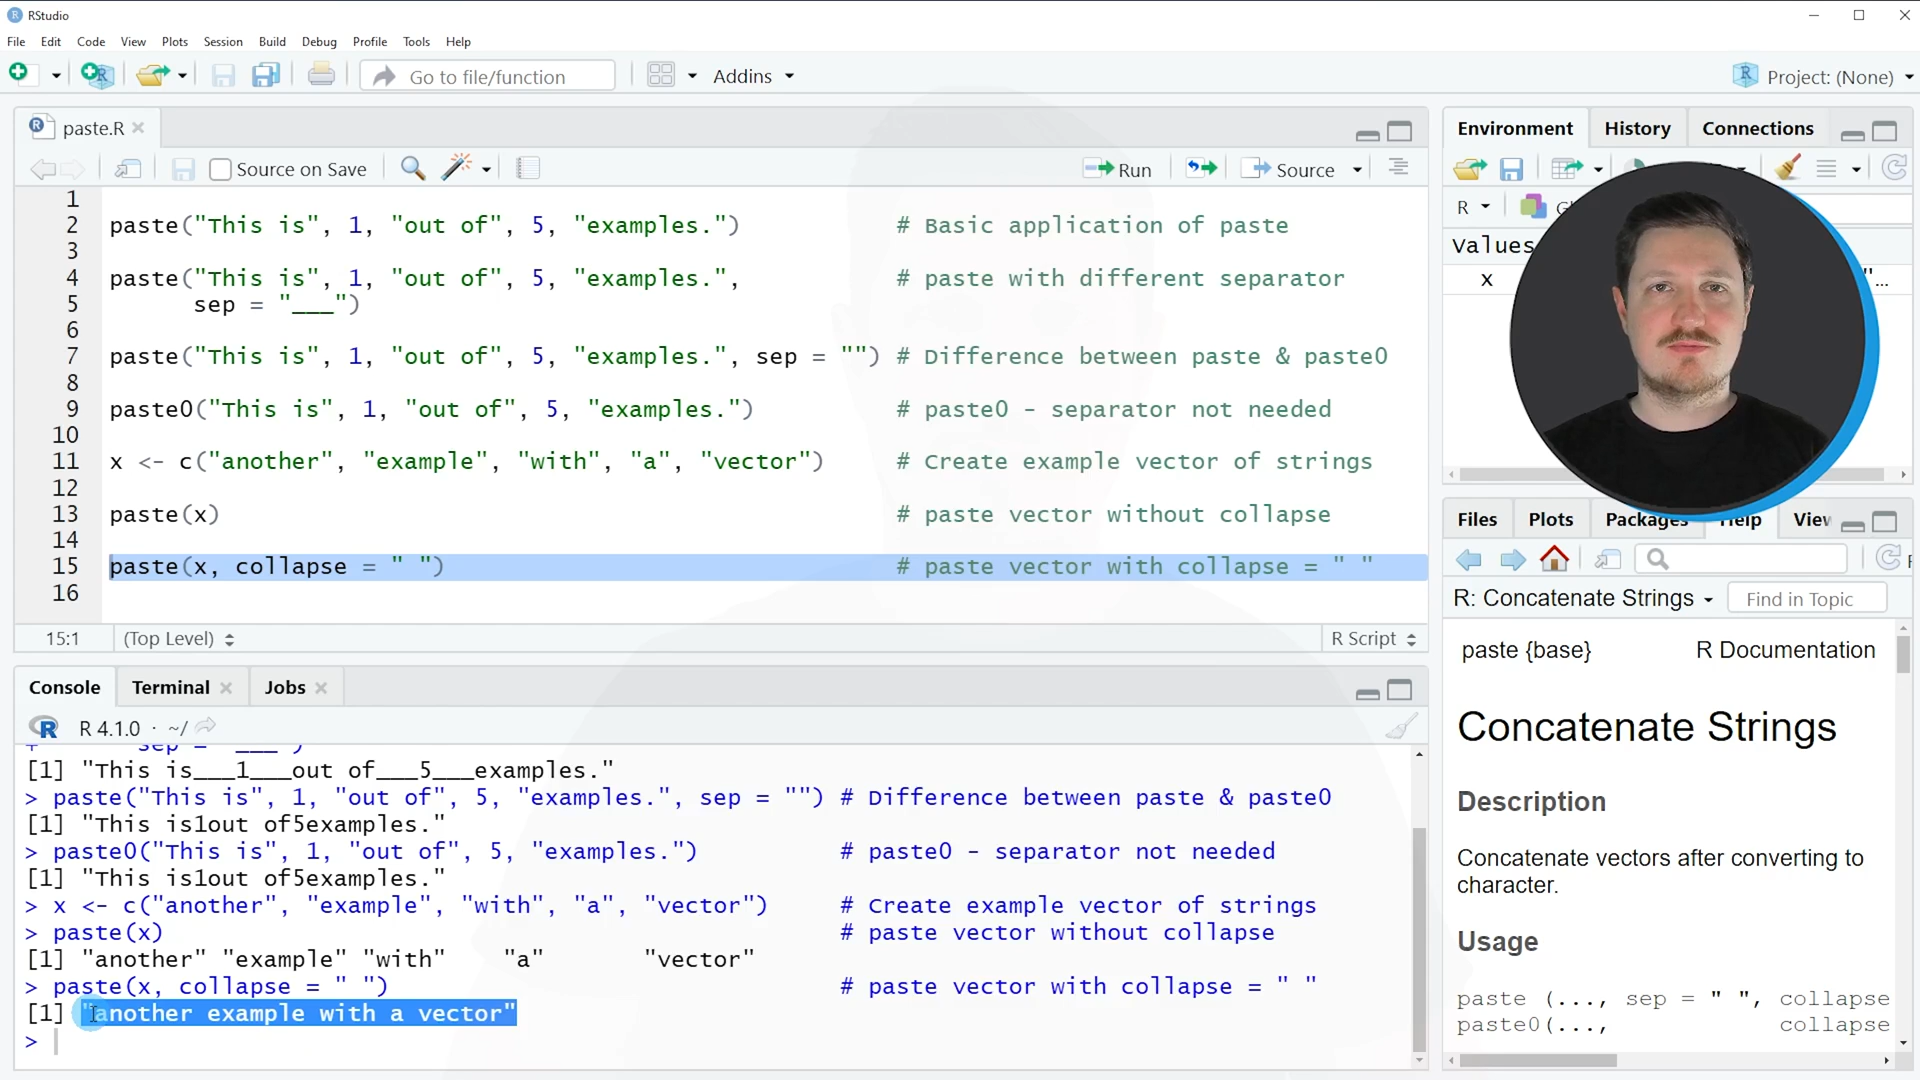 RStudio
File Edit Code View Plots Session Build Debug Profile Tools Help
Go to file/function Addins Project: (None)
paste.R
Source on Save Run Source
1
2 paste("This is", 1, "out of", 5, "examples.") # Basic application of paste
3
4 paste("This is", 1, "out of", 5, "examples.", # paste with different separator
5 sep = "___")
6
7 paste("This is", 1, "out of", 5, "examples.", sep = "") # Difference between paste & paste0
8
9 paste0("This is", 1, "out of", 5, "examples.") # paste0 - separator not needed
10
11 x <- c("another", "example", "with", "a", "vector") # Create example vector of strings
12
13 paste(x) # paste vector without collapse
14
15 paste(x, collapse = " ") # paste vector with collapse = " "
16
15:1 (Top Level) R Script
Console Terminal Jobs
R 4.1.0 · ~/
+ sep = "___")
[1] "This is___1___out of___5___examples."
> paste("This is", 1, "out of", 5, "examples.", sep = "") # Difference between paste & paste0
[1] "This is1out of5examples."
> paste0("This is", 1, "out of", 5, "examples.") # paste0 - separator not needed
[1] "This is1out of5examples."
> x <- c("another", "example", "with", "a", "vector") # Create example vector of strings
> paste(x) # paste vector without collapse
[1] "another" "example" "with" "a" "vector"
> paste(x, collapse = " ") # paste vector with collapse = " "
[1] "another example with a vector"
>
Environment History Connections
R
Values
x "...
Files Plots Packages Help
R: Concatenate Strings Find in Topic
paste {base} R Documentation
Concatenate Strings
Description
Concatenate vectors after converting to
character.
Usage
paste (..., sep = " ", collapse
paste0(..., collapse